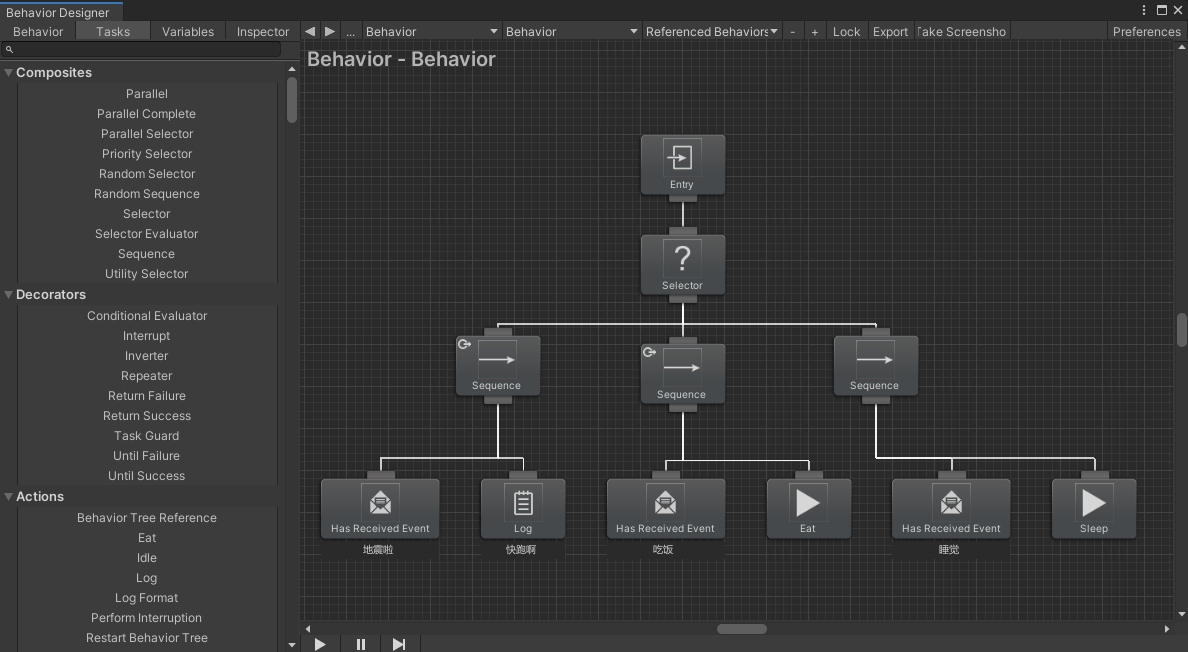 Behavior Designer
Behavior Tasks Variables Inspector ... Behavior Behavior Referenced Behaviors - + Lock Export Take Screensho Preferences
Behavior - Behavior
Composites
Parallel
Parallel Complete
Parallel Selector
Priority Selector
Random Selector
Random Sequence
Selector
Selector Evaluator
Sequence
Utility Selector
Decorators
Conditional Evaluator
Interrupt
Inverter
Repeater
Return Failure
Return Success
Task Guard
Until Failure
Until Success
Actions
Behavior Tree Reference
Eat
Idle
Log
Log Format
Perform Interruption
Restart Behavior Tree
Entry
?
Selector
Sequence Sequence Sequence
Has Received Event Log Has Received Event Eat Has Received Event Sleep
地震啦 快跑啊 吃饭 睡觉